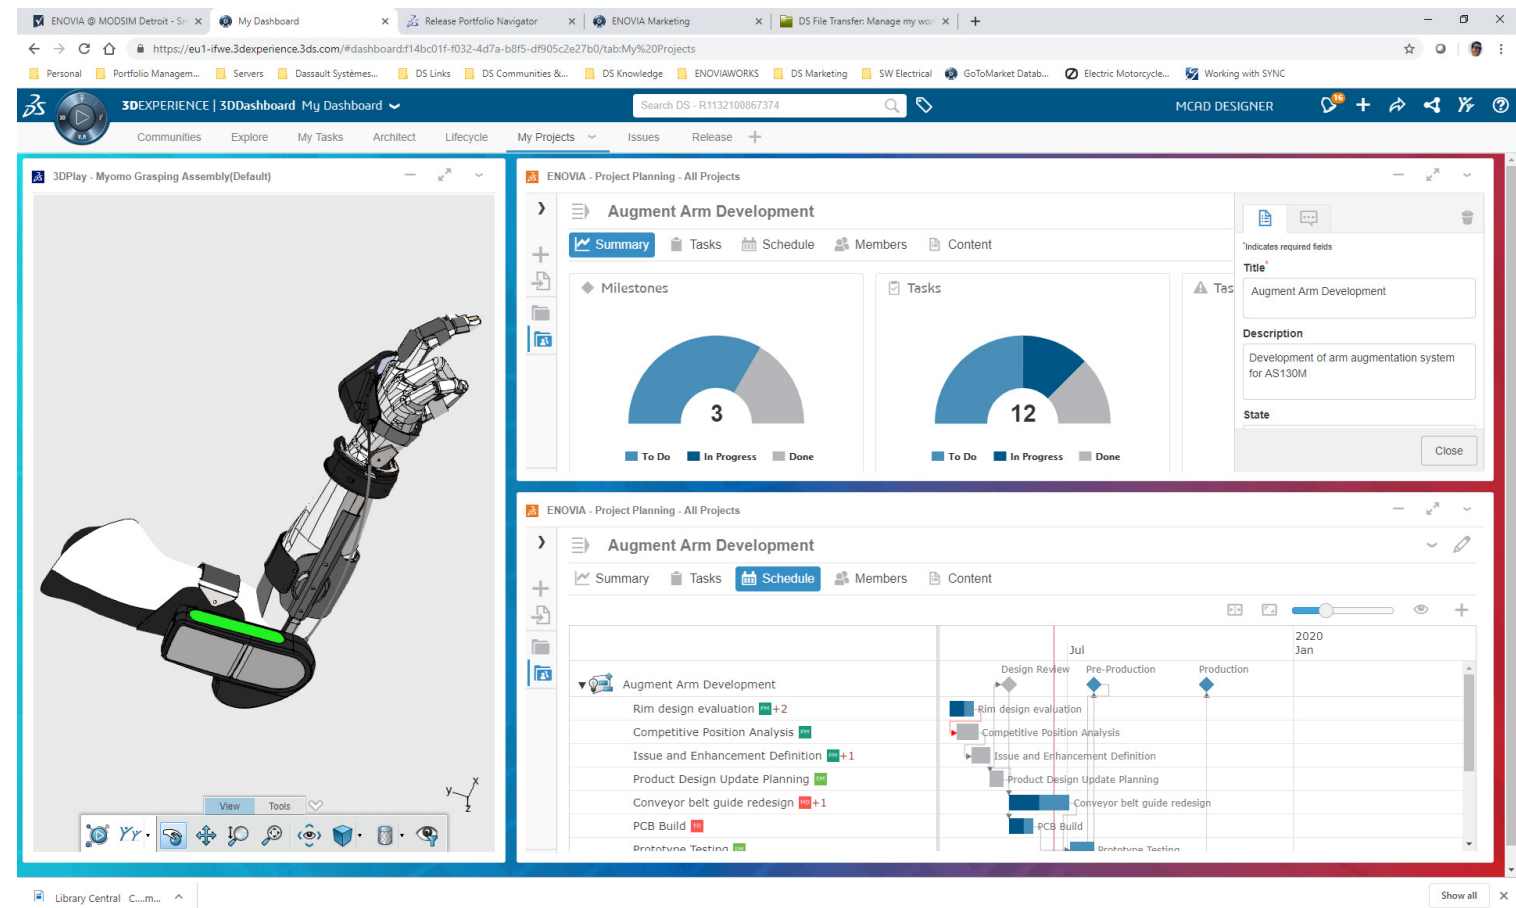 ENOVIA @ MODSIM Detroit - Sn
My Dashboard
Release Portfolio Navigator
ENOVIA Marketing
DS File Transfer: Manage my wor
https://eu1-ifwe.3dexperience.3ds.com/#dashboard:f14bc01f-f032-4d7a-b8f5-df905c2e27b0/tab:My%20Projects
Personal
Portfolio Managem...
Servers
Dassault Systèmes...
DS Links
DS Communities &...
DS Knowledge
ENOVIAWORKS
DS Marketing
SW Electrical
GoToMarket Datab...
Electric Motorcycle...
Working with SYNC
3DEXPERIENCE | 3DDashboard My Dashboard
Search DS - R1132100867374
MCAD DESIGNER
16
Communities
Explore
My Tasks
Architect
Lifecycle
My Projects
Issues
Release
3DPlay - Myomo Grasping Assembly(Default)
View
Tools
y
x
z
ENOVIA - Project Planning - All Projects
Augment Arm Development
Summary
Tasks
Schedule
Members
Content
Milestones
3
To Do
In Progress
Done
Tasks
12
To Do
In Progress
Done
Tas
*Indicates required fields
Title*
Augment Arm Development
Description
Development of arm augmentation system
for AS130M
State
Close
ENOVIA - Project Planning - All Projects
Augment Arm Development
Summary
Tasks
Schedule
Members
Content
2020
Jul
Jan
Design Review
Pre-Production
Production
Augment Arm Development
Rim design evaluation PM +2
Rim design evaluation
Competitive Position Analysis PM
Competitive Position Analysis
Issue and Enhancement Definition PM +1
Issue and Enhancement Definition
Product Design Update Planning
Product Design Update Planning
Conveyor belt guide redesign +1
Conveyor belt guide redesign
PCB Build
PCB Build
Prototype Testing
Prototype Testing
Library Central C....m...
Show all